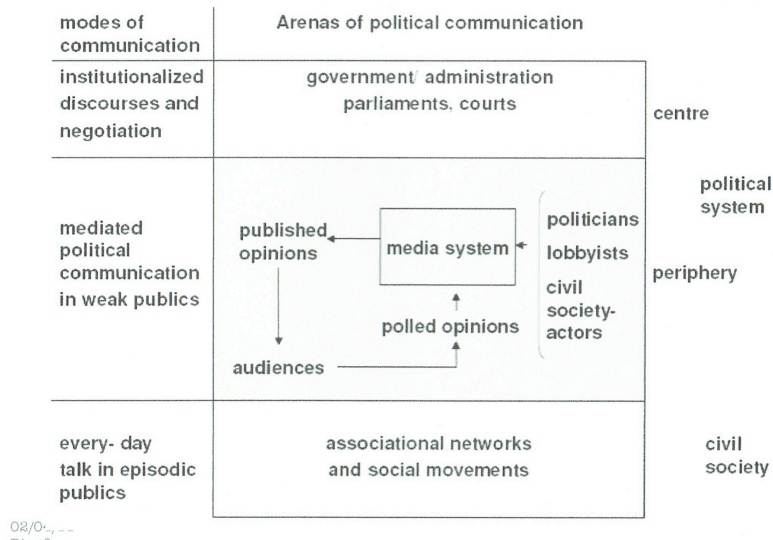 modes of
communication
Arenas of political communication
institutionalized
discourses and
negotiation
government/ administration
parliaments, courts
centre
political
system
mediated
political
communication
in weak publics
published
opinions
media system
politicians
lobbyists
civil
society-
actors
periphery
polled opinions
audiences
every- day
talk in episodic
publics
associational networks
and social movements
civil
society